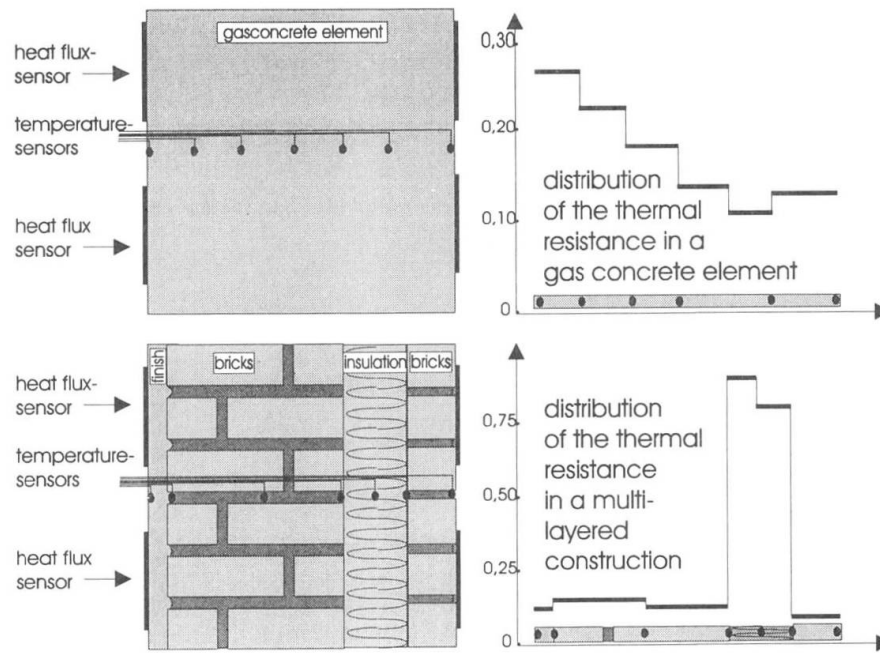 gasconcrete element
heat flux-
sensor
temperature-
sensors
heat flux
sensor
0,30
0,20
0,10
0
distribution
of the thermal
resistance in a
gas concrete element
finish
bricks
insulation
bricks
heat flux-
sensor
temperature-
sensors
heat flux
sensor
0,75
0,50
0,25
0
distribution
of the thermal
resistance
in a multi-
layered
construction